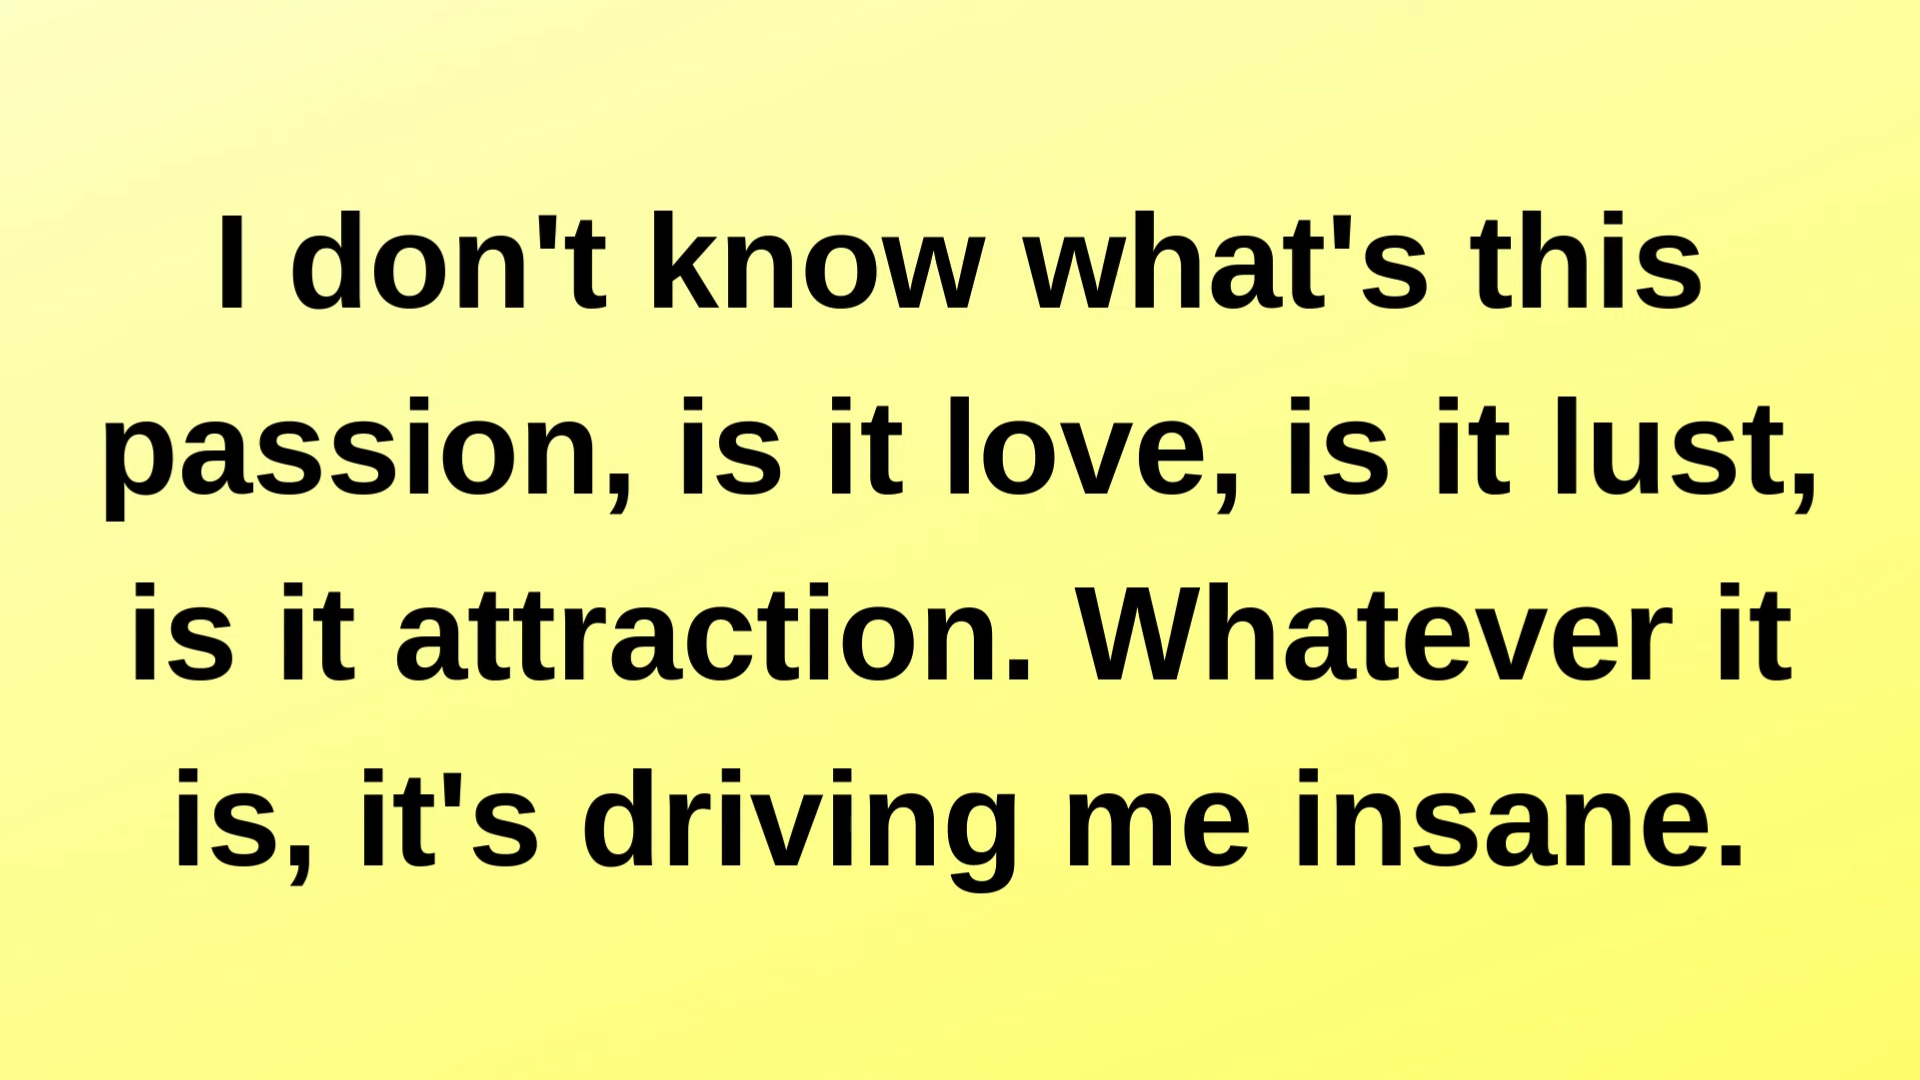 I don't know what's this
passion, is it love, is it lust,
is it attraction. Whatever it
is, it's driving me insane.